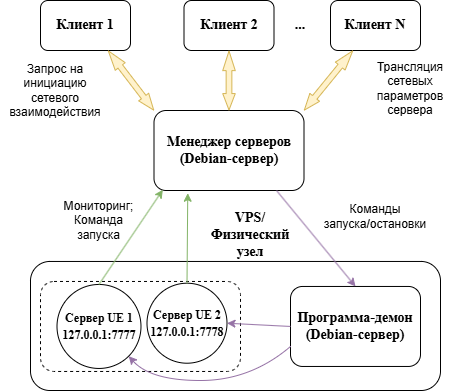 Клиент 1
Клиент 2
...
Клиент N
Запрос на
инициацию
сетевого
взаимодействия
Трансляция
сетевых
параметров
сервера
Менеджер серверов
(Debian-сервер)
Мониторинг;
Команда
запуска
VPS/
Физический
узел
Команды
запуска/остановки
Сервер UE 1
127.0.0.1:7777
Сервер UE 2
127.0.0.1:7778
Программа-демон
(Debian-сервер)